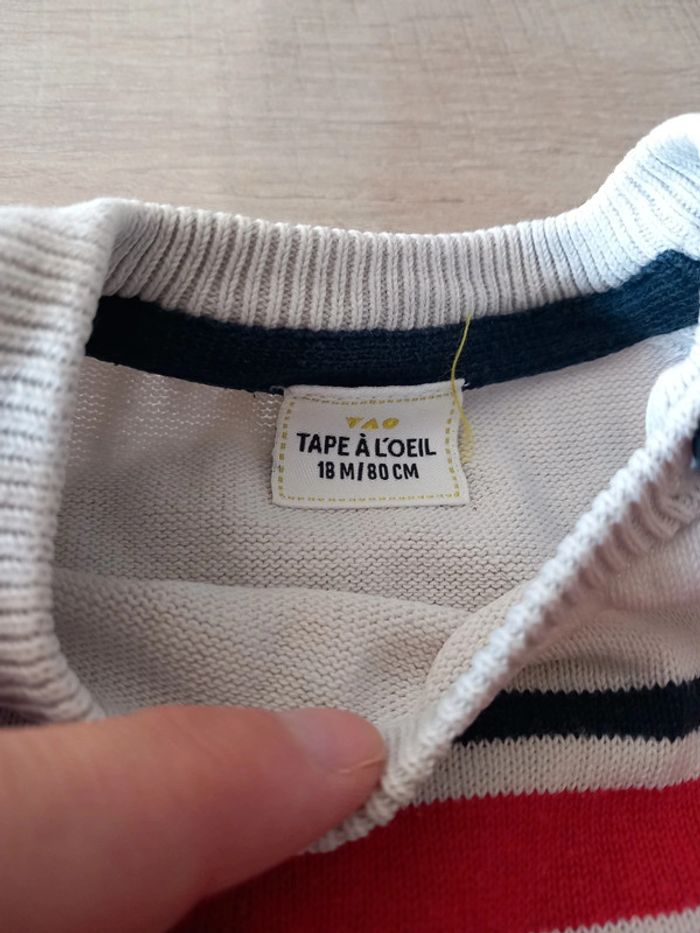 TAO
TAPE À L'OEIL
18 M/80 CM